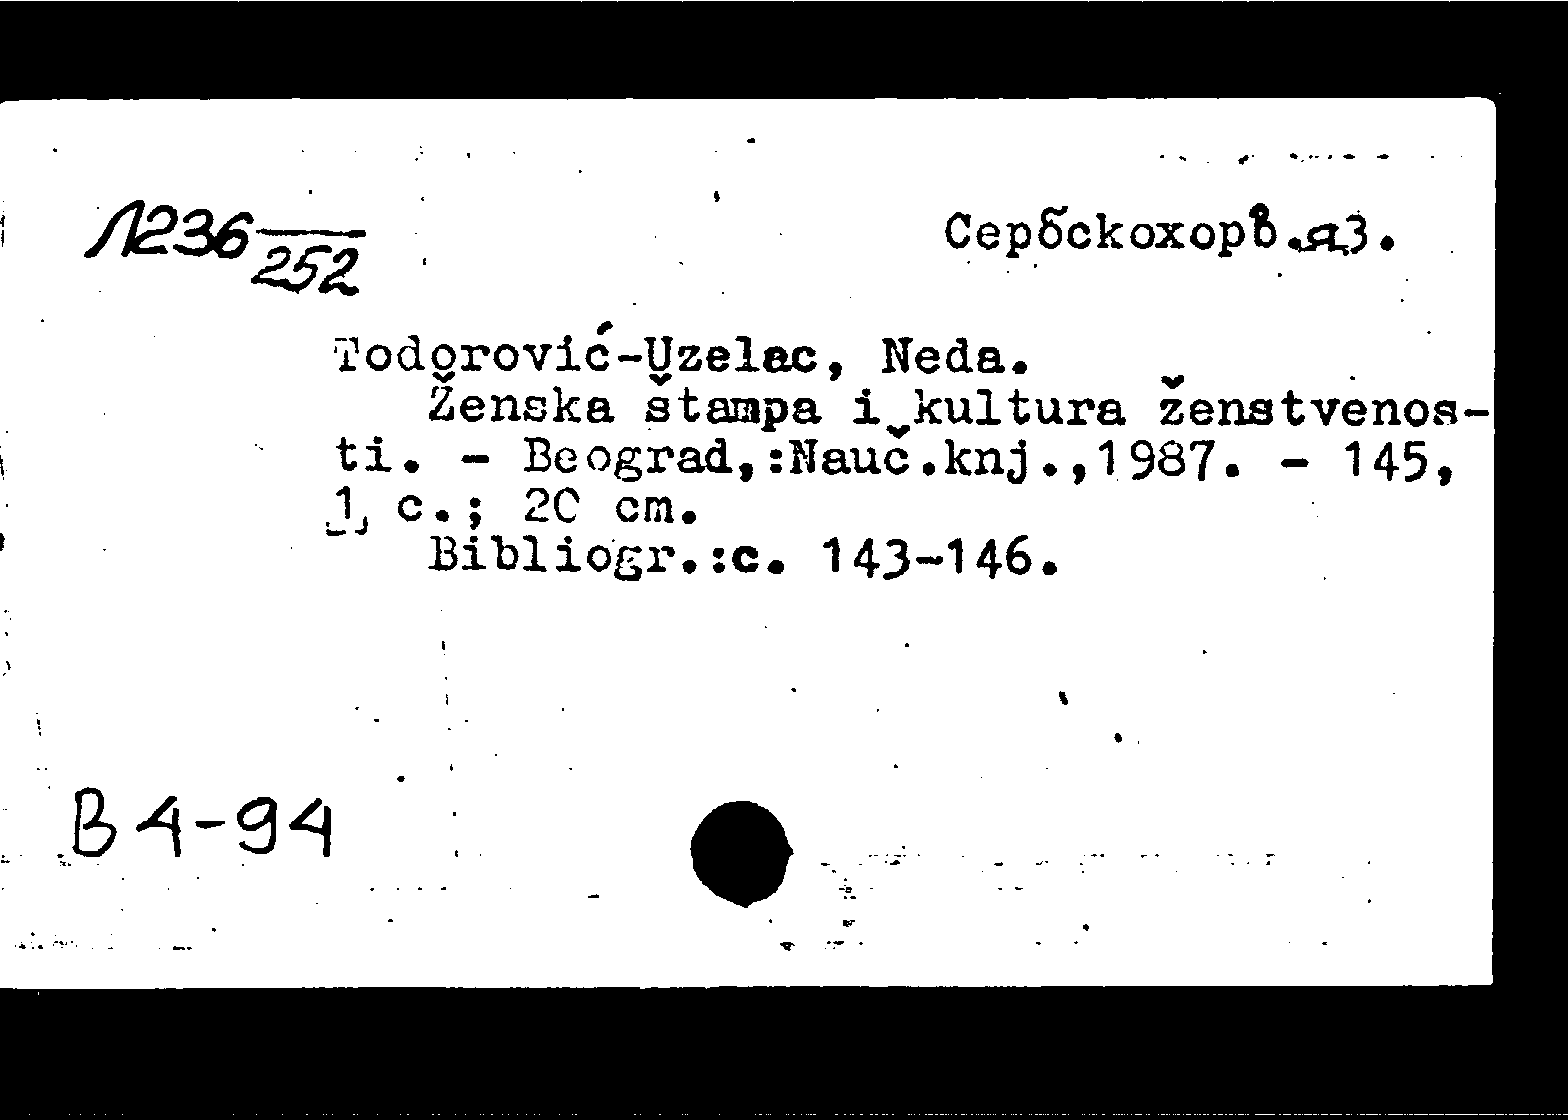 Л236
252
Сербскохорв.яз.
Todorović-Uzelac, Neda.
Ženska štampa i kultura ženstvenos-
ti. - Beograd,:Nauč.knj.,1987. - 145,
[1] c.; 20 cm.
Bibliogr.:c. 143-146.
В 4-94